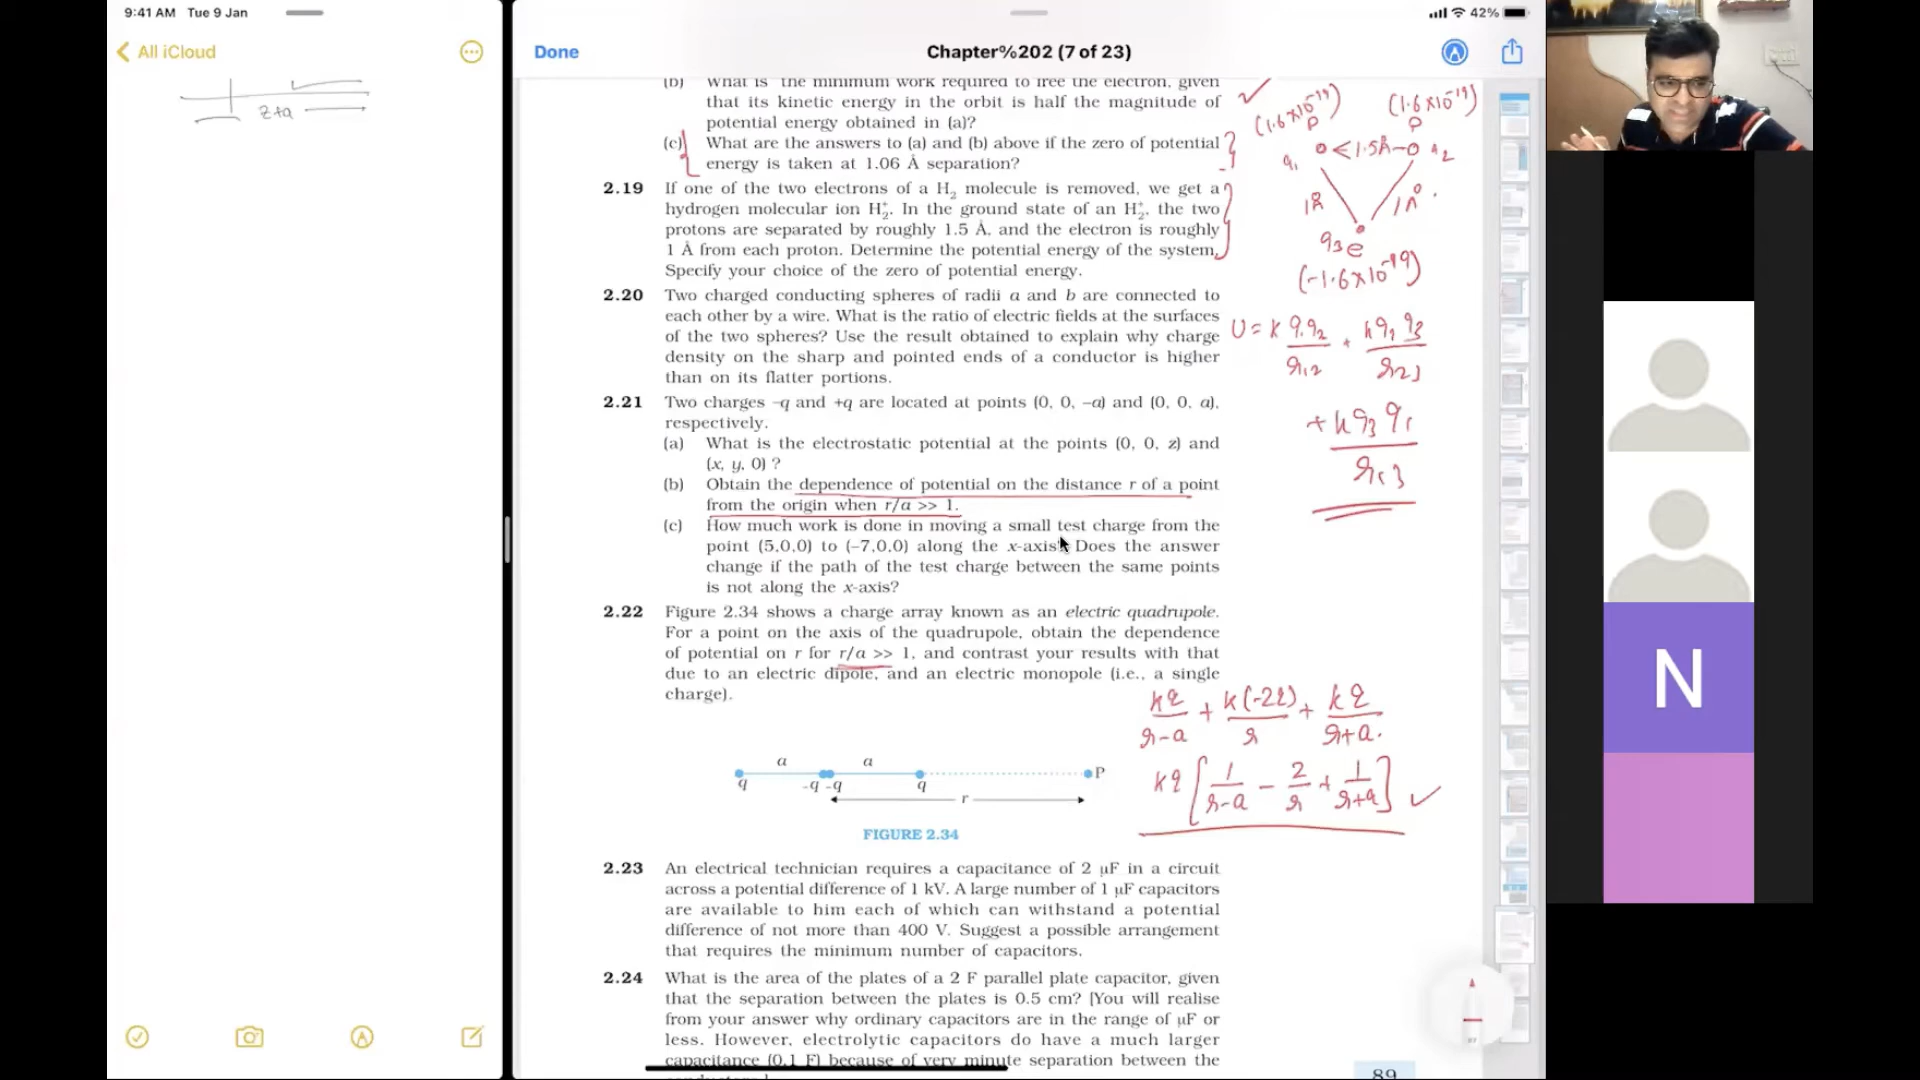 9:41 AM Tue 9 Jan
42%
All iCloud
z+a
Done
Chapter%202 (7 of 23)
(b) What is the minimum work required to free the electron, given
that its kinetic energy in the orbit is half the magnitude of
potential energy obtained in (a)?
(c) What are the answers to (a) and (b) above if the zero of potential
energy is taken at 1.06 Å separation?
2.19 If one of the two electrons of a H₂ molecule is removed, we get a
hydrogen molecular ion H₂⁺. In the ground state of an H₂⁺, the two
protons are separated by roughly 1.5 Å, and the electron is roughly
1 Å from each proton. Determine the potential energy of the system.
Specify your choice of the zero of potential energy.
2.20 Two charged conducting spheres of radii a and b are connected to
each other by a wire. What is the ratio of electric fields at the surfaces
of the two spheres? Use the result obtained to explain why charge
density on the sharp and pointed ends of a conductor is higher
than on its flatter portions.
2.21 Two charges –q and +q are located at points (0, 0, –a) and (0, 0, a),
respectively.
(a) What is the electrostatic potential at the points (0, 0, z) and
(x, y, 0) ?
(b) Obtain the dependence of potential on the distance r of a point
from the origin when r/a >> 1.
(c) How much work is done in moving a small test charge from the
point (5,0,0) to (–7,0,0) along the x-axis? Does the answer
change if the path of the test charge between the same points
is not along the x-axis?
2.22 Figure 2.34 shows a charge array known as an electric quadrupole.
For a point on the axis of the quadrupole, obtain the dependence
of potential on r for r/a >> 1, and contrast your results with that
due to an electric dipole, and an electric monopole (i.e., a single
charge).
a a
q -q -q q P
r
FIGURE 2.34
2.23 An electrical technician requires a capacitance of 2 µF in a circuit
across a potential difference of 1 kV. A large number of 1 µF capacitors
are available to him each of which can withstand a potential
difference of not more than 400 V. Suggest a possible arrangement
that requires the minimum number of capacitors.
2.24 What is the area of the plates of a 2 F parallel plate capacitor, given
that the separation between the plates is 0.5 cm? [You will realise
from your answer why ordinary capacitors are in the range of µF or
less. However, electrolytic capacitors do have a much larger
capacitance (0.1 F) because of very minute separation between the
89
(1.6×10⁻¹⁹) (1.6×10⁻¹⁹)
P P
q₁ 1.5Å q₂
1Å 1Å
q₃ e
(-1.6×10⁻¹⁹)
U = k q₁q₂/r₁₂ + kq₂q₃/r₂₃
+ kq₃q₁/r₁₃
kq/r-a + k(-2q)/r + kq/r+a
kq [1/r-a - 2/r + 1/r+a]
N